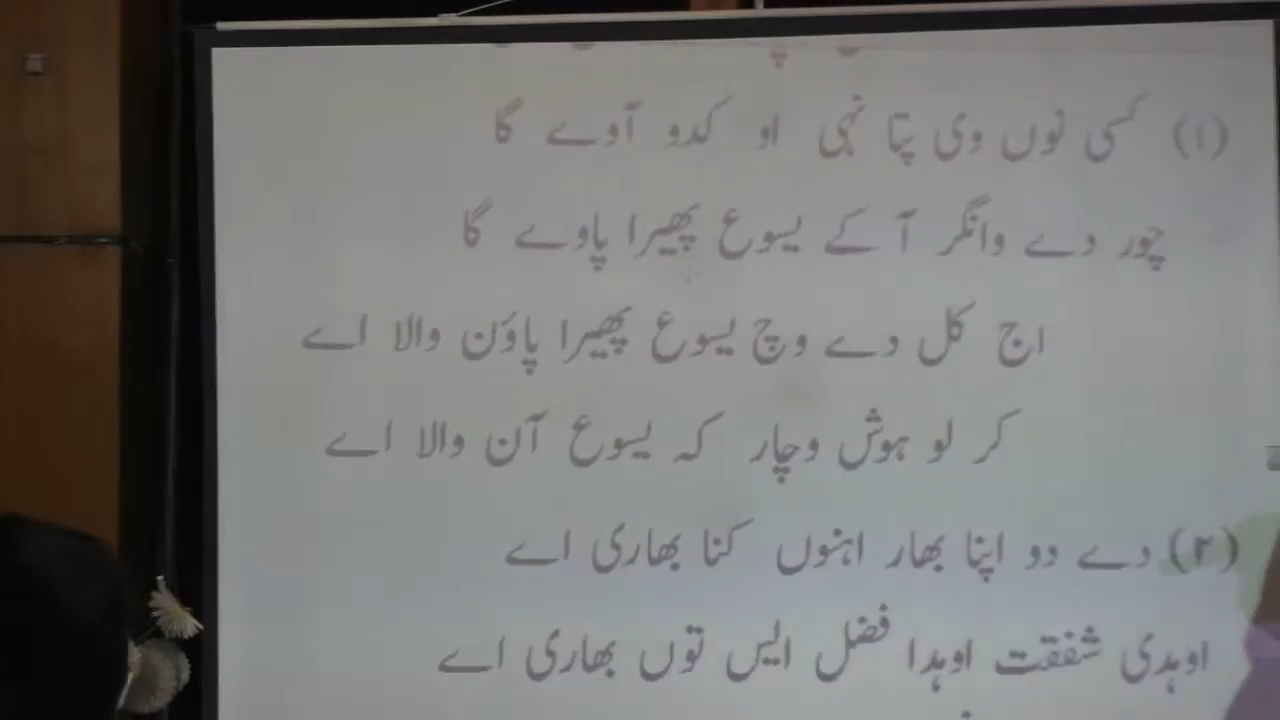 (۱) کسی نوں وی پتا نہی او کدو آوے گا
چور دے وانگر آ کے یسوع پھیرا پاوے گا
اج کل دے وچ یسوع پھیرا پاؤن والا اے
کر لو ہوش وچار کہ یسوع آن والا اے
(۲) دے دو اپنا بھار اہنوں کنا بھاری اے
اوہدی شفقت اوہدا فضل ایس توں بھاری اے